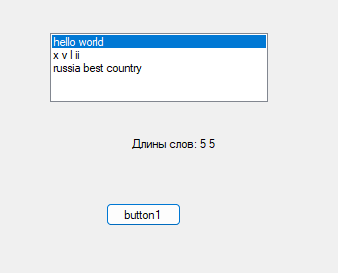 hello world
x v l ii
russia best country
Длины слов: 5 5
button1